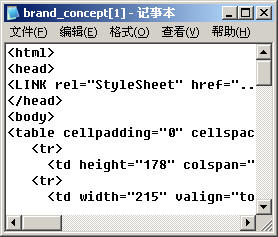 brand_concept[1] - 记事本
文件(F) 编辑(E) 格式(O) 查看(V) 帮助(H)
<html>
<head>
<LINK rel="StyleSheet" href="..
</head>
<body>
<table cellpadding="0" cellspac
<tr>
<td height="178" colspan="
<tr>
<td width="215" valign="to